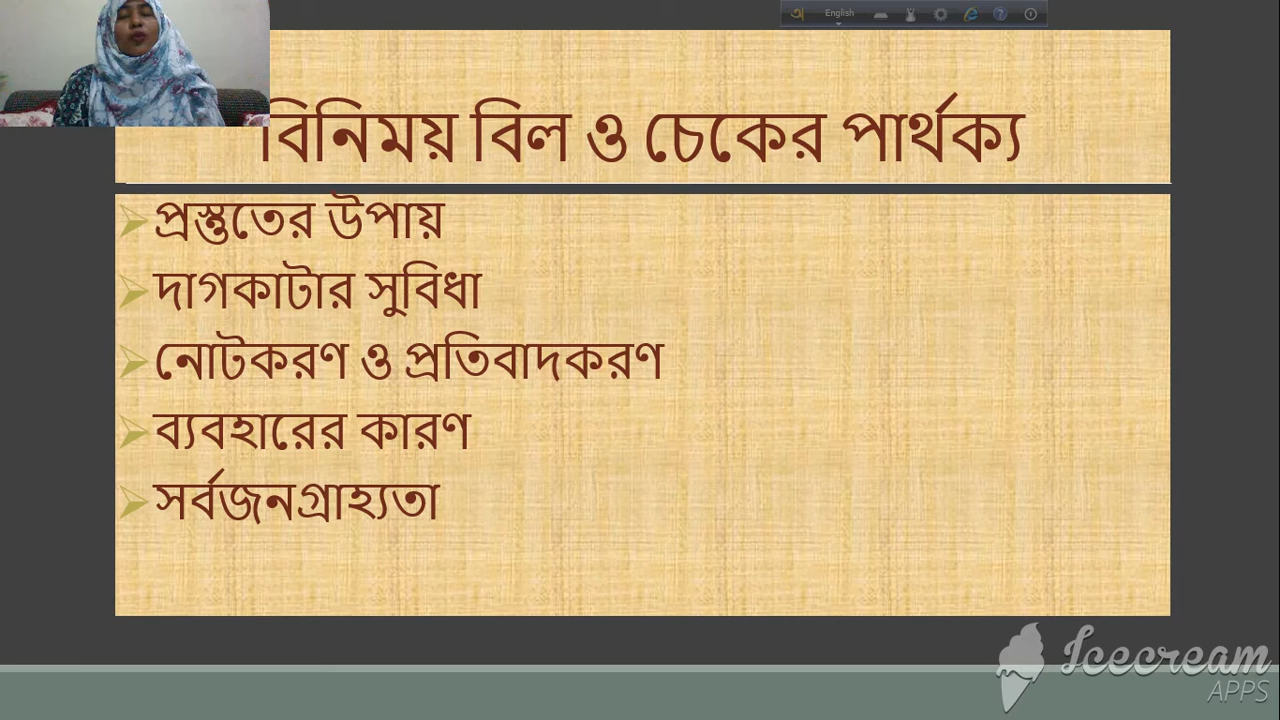 English
বিনিময় বিল ও চেকের পার্থক্য
প্রস্তুতের উপায়
দাগকাটার সুবিধা
নোটকরণ ও প্রতিবাদকরণ
ব্যবহারের কারণ
সর্বজনগ্রাহ্যতা
Icecream
APPS